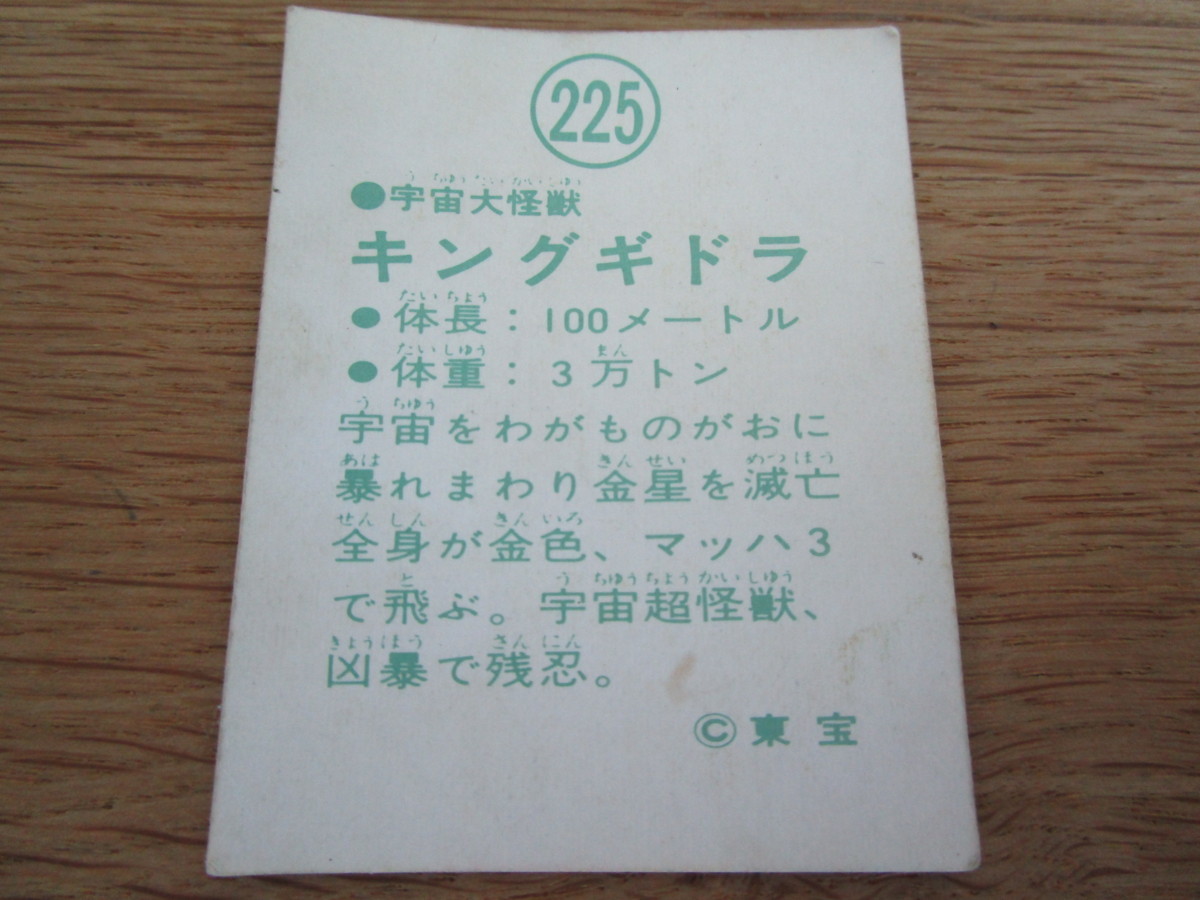 225
●宇宙大怪獣
キングギドラ
●体長：100メートル
●体重：3万トン
宇宙をわがものがおに
暴れまわり金星を滅亡
全身が金色、マッハ3
で飛ぶ。宇宙超怪獣、
凶暴で残忍。
©東宝